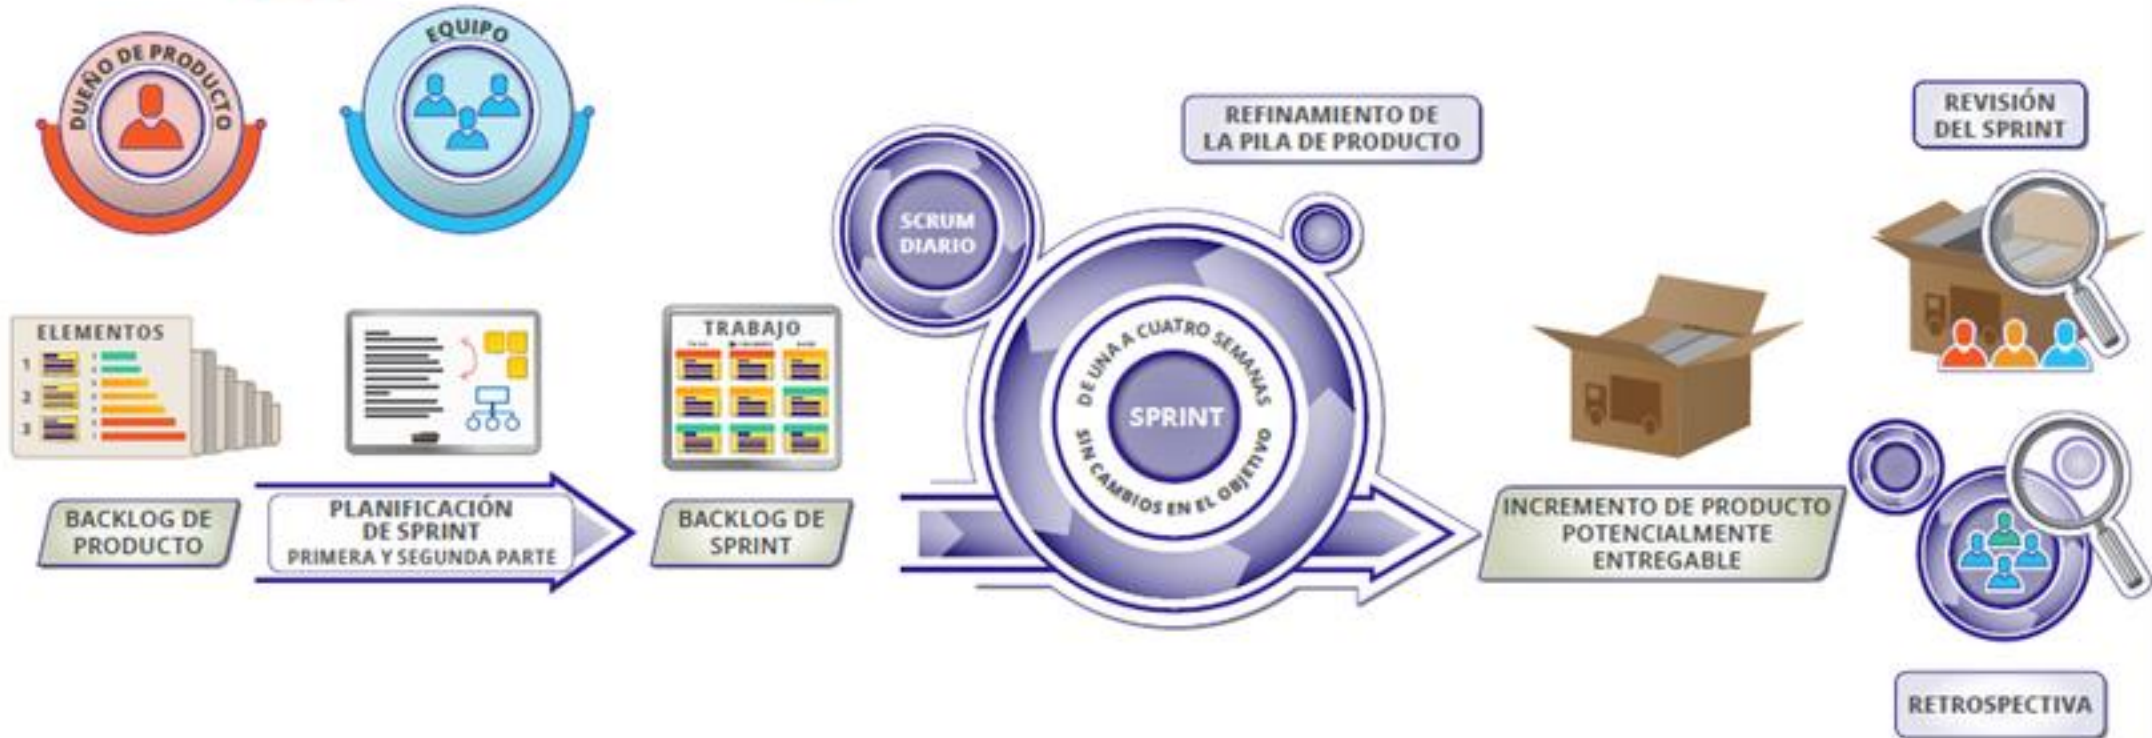 DUEÑO DE PRODUCTO
EQUIPO
REFINAMIENTO DE
LA PILA DE PRODUCTO
REVISIÓN
DEL SPRINT
SCRUM
DIARIO
ELEMENTOS
1
2
3
TRABAJO
DE UNA A CUATRO SEMANAS
SPRINT
SIN CAMBIOS EN EL OBJETIVO
BACKLOG DE
PRODUCTO
PLANIFICACIÓN
DE SPRINT
PRIMERA Y SEGUNDA PARTE
BACKLOG DE
SPRINT
INCREMENTO DE PRODUCTO
POTENCIALMENTE
ENTREGABLE
RETROSPECTIVA